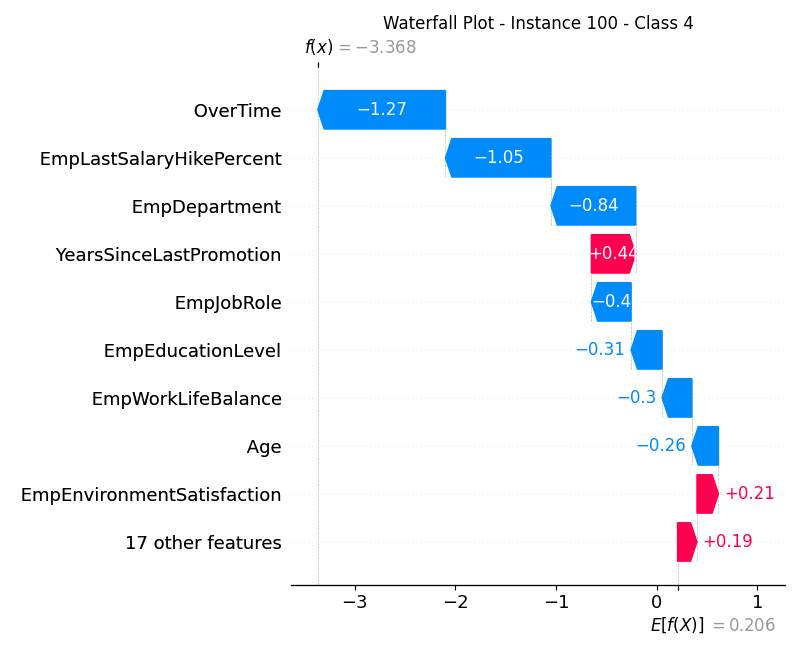 Waterfall Plot - Instance 100 - Class 4
f(x) = −3.368
OverTime −1.27
EmpLastSalaryHikePercent −1.05
EmpDepartment −0.84
YearsSinceLastPromotion +0.44
EmpJobRole −0.4
EmpEducationLevel −0.31
EmpWorkLifeBalance −0.3
Age −0.26
EmpEnvironmentSatisfaction +0.21
17 other features +0.19
−3 −2 −1 0 1
E[f(X)] = 0.206